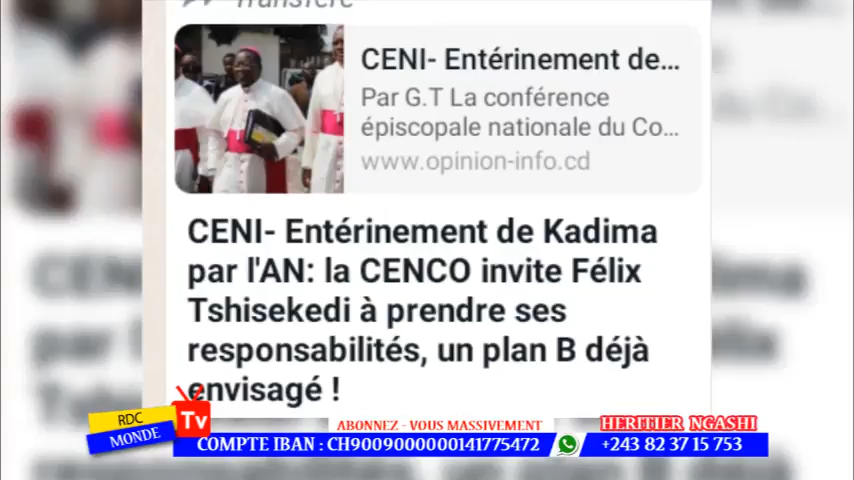 Transféré
CENI- Entérinement de...
Par G.T La conférence
épiscopale nationale du Co...
www.opinion-info.cd
CENI- Entérinement de Kadima
par l'AN: la CENCO invite Félix
Tshisekedi à prendre ses
responsabilités, un plan B déjà
envisagé !
RDC
MONDE
Tv
ABONNEZ - VOUS MASSIVEMENT
HERITIER NGASHI
COMPTE IBAN : CH9009000000141775472
+243 82 37 15 753